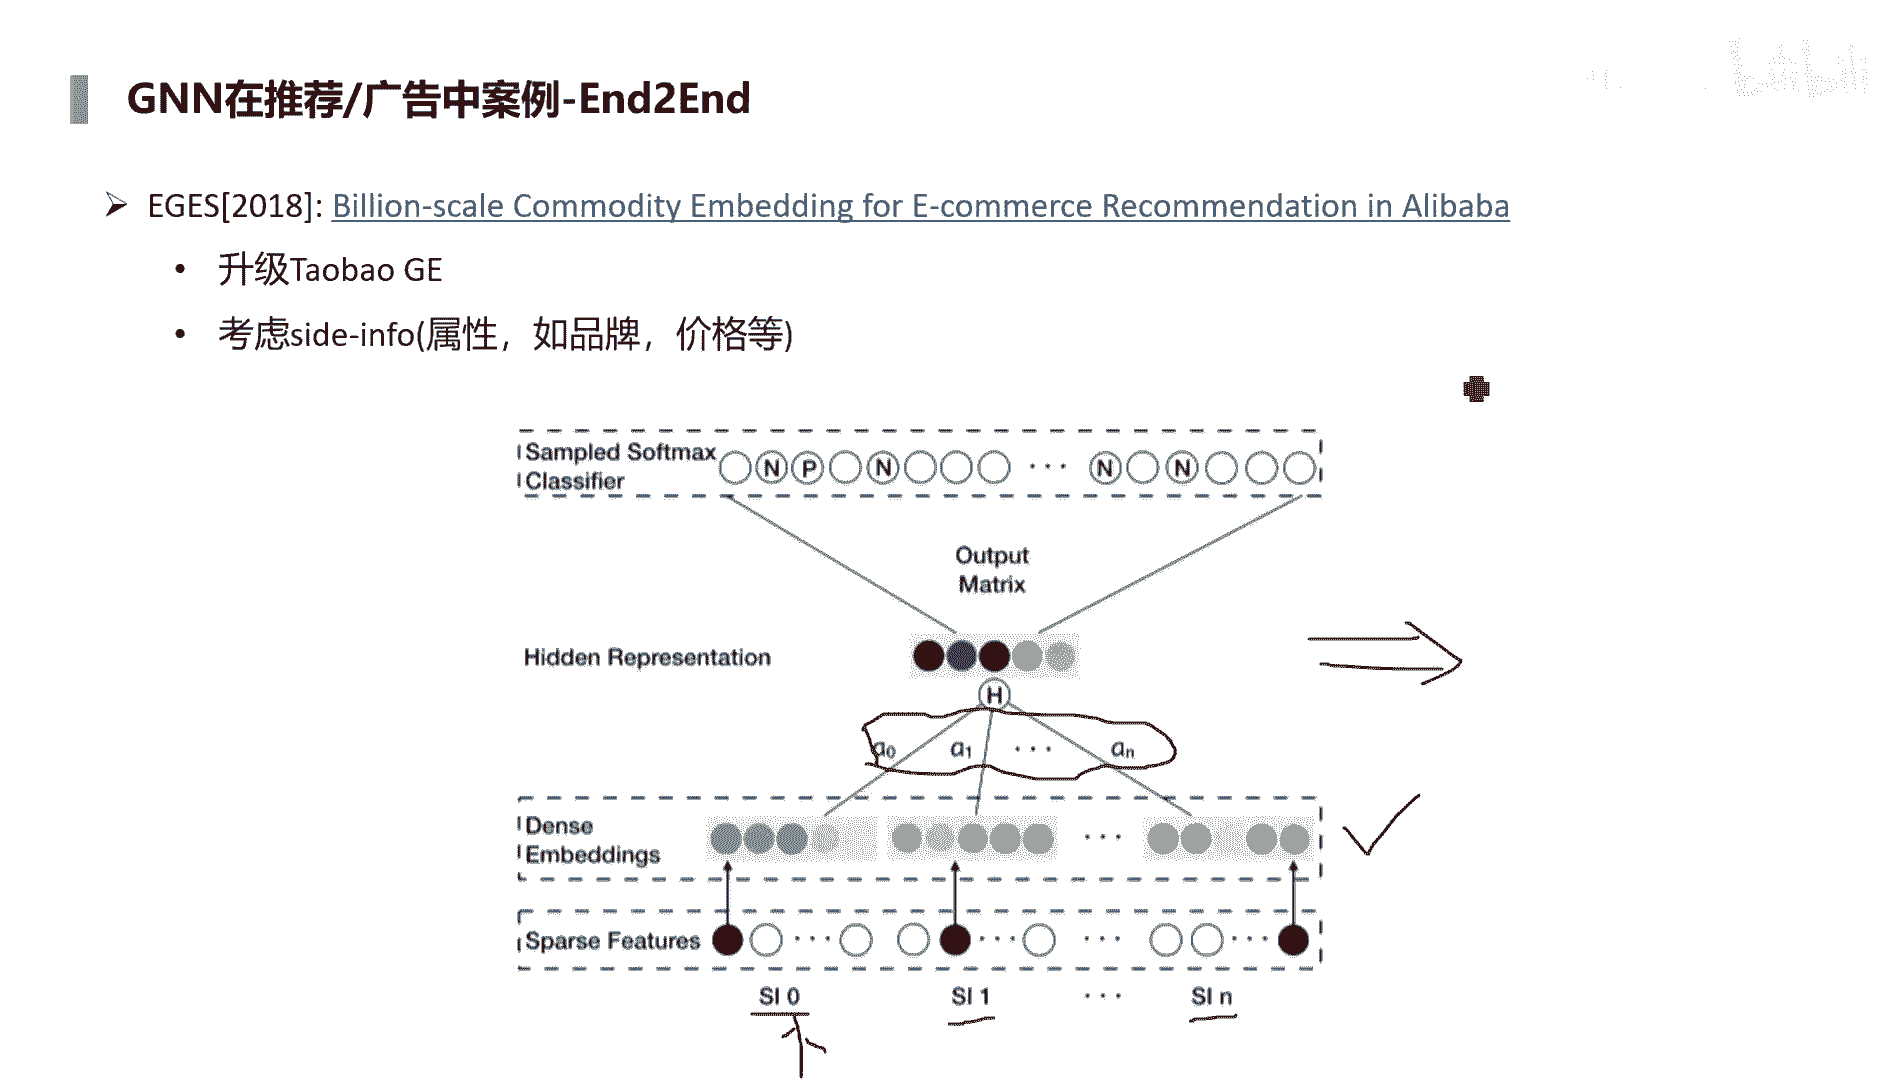 GNN在推荐/广告中案例-End2End
EGES[2018]: Billion-scale Commodity Embedding for E-commerce Recommendation in Alibaba
• 升级Taobao GE
• 考虑side-info(属性，如品牌，价格等)
Sampled Softmax
Classifier
N P N ··· N N
Output
Matrix
Hidden Representation
H
a₀ a₁ ··· aₙ
Dense
Embeddings
···
Sparse Features ··· ··· ··· ···
SI 0 SI 1 ··· SI n